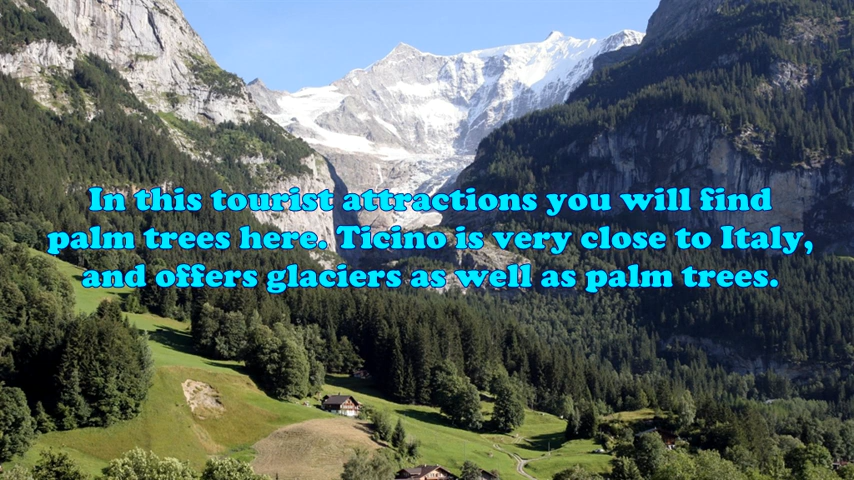 In this tourist attractions you will find
palm trees here. Ticino is very close to Italy,
and offers glaciers as well as palm trees.